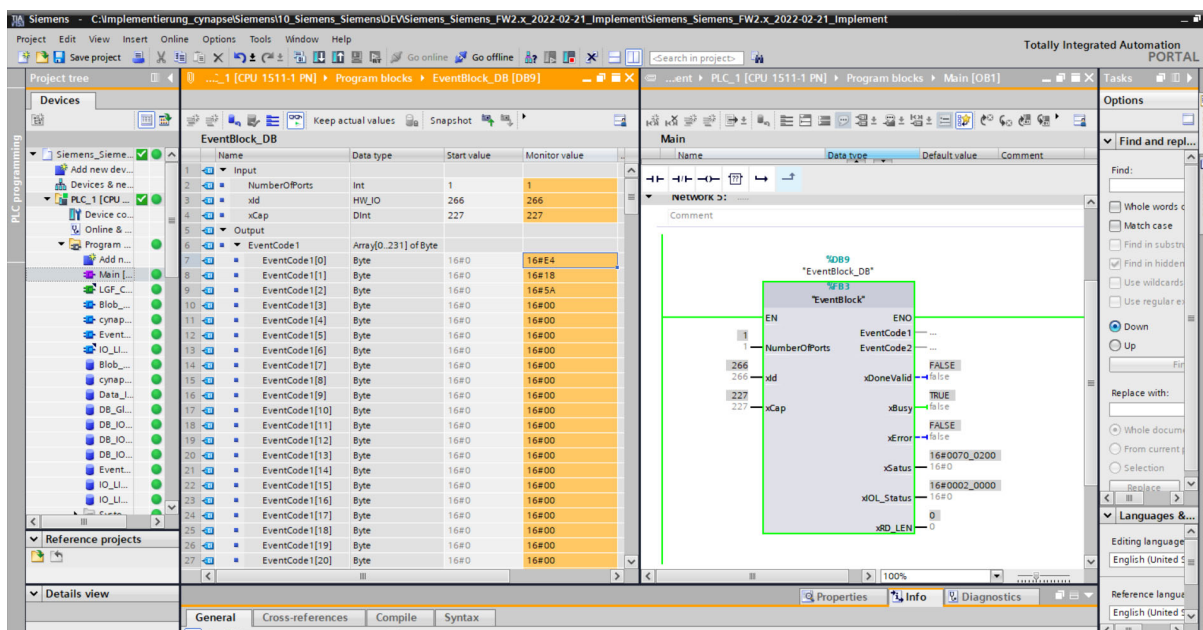 Siemens - C:\Implementierung_cynapse\Siemens\10_Siemens_Siemens\DEV\Siemens_Siemens_FW2.x_2022-02-21_Implement\Siemens_Siemens_FW2.x_2022-02-21_Implement
Project Edit View Insert Online Options Tools Window Help
Totally Integrated Automation
PORTAL
Save project
Go online
Go offline
<Search in project>
PLC programming
Project tree
Devices
Siemens_Sieme...
Add new dev...
Devices & ne...
PLC_1 [CPU ...
Device co...
Online & ...
Program ...
Add n...
Main [...
LGF_C...
Blob_...
cynap...
Event...
IO_LI...
Blob_...
cynap...
Data_I...
DB_Gl...
DB_IO...
DB_IO...
DB_IO...
Event...
IO_LI...
IO_LI...
Reference projects
Details view
..._1 [CPU 1511-1 PN] Program blocks EventBlock_DB [DB9]
Keep actual values Snapshot
EventBlock_DB
Name Data type Start value Monitor value
1 Input
2 NumberOfPorts Int 1 1
3 xId HW_IO 266 266
4 xCap DInt 227 227
5 Output
6 EventCode1 Array[0..231] of Byte
7 EventCode1[0] Byte 16#0 16#E4
8 EventCode1[1] Byte 16#0 16#18
9 EventCode1[2] Byte 16#0 16#5A
10 EventCode1[3] Byte 16#0 16#00
11 EventCode1[4] Byte 16#0 16#00
12 EventCode1[5] Byte 16#0 16#00
13 EventCode1[6] Byte 16#0 16#00
14 EventCode1[7] Byte 16#0 16#00
15 EventCode1[8] Byte 16#0 16#00
16 EventCode1[9] Byte 16#0 16#00
17 EventCode1[10] Byte 16#0 16#00
18 EventCode1[11] Byte 16#0 16#00
19 EventCode1[12] Byte 16#0 16#00
20 EventCode1[13] Byte 16#0 16#00
21 EventCode1[14] Byte 16#0 16#00
22 EventCode1[15] Byte 16#0 16#00
23 EventCode1[16] Byte 16#0 16#00
24 EventCode1[17] Byte 16#0 16#00
25 EventCode1[18] Byte 16#0 16#00
26 EventCode1[19] Byte 16#0 16#00
27 EventCode1[20] Byte 16#0 16#00
...ent PLC_1 [CPU 1511-1 PN] Program blocks Main [OB1]
Main
Name Data type Default value Comment
Network 5:
Comment
%DB9
"EventBlock_DB"
%FB3
"EventBlock"
EN ENO
EventCode1 ...
EventCode2 ...
1
1 NumberOfPorts
266
266 xId
227
227 xCap
FALSE
xDoneValid false
TRUE
xBusy false
FALSE
xError false
16#0070_0200
xSatus 16#0
16#0002_0000
xIOL_Status 16#0
0
xRD_LEN 0
100%
Properties Info Diagnostics
General Cross-references Compile Syntax
Tasks
Options
Find and repl...
Find:
Whole words o
Match case
Find in substr
Find in hidden
Use wildcards
Use regular e
Down
Up
Fin
Replace with:
Whole docum
From current p
Selection
Replace
Languages &...
Editing language
English (United S
Reference langua
English (United S